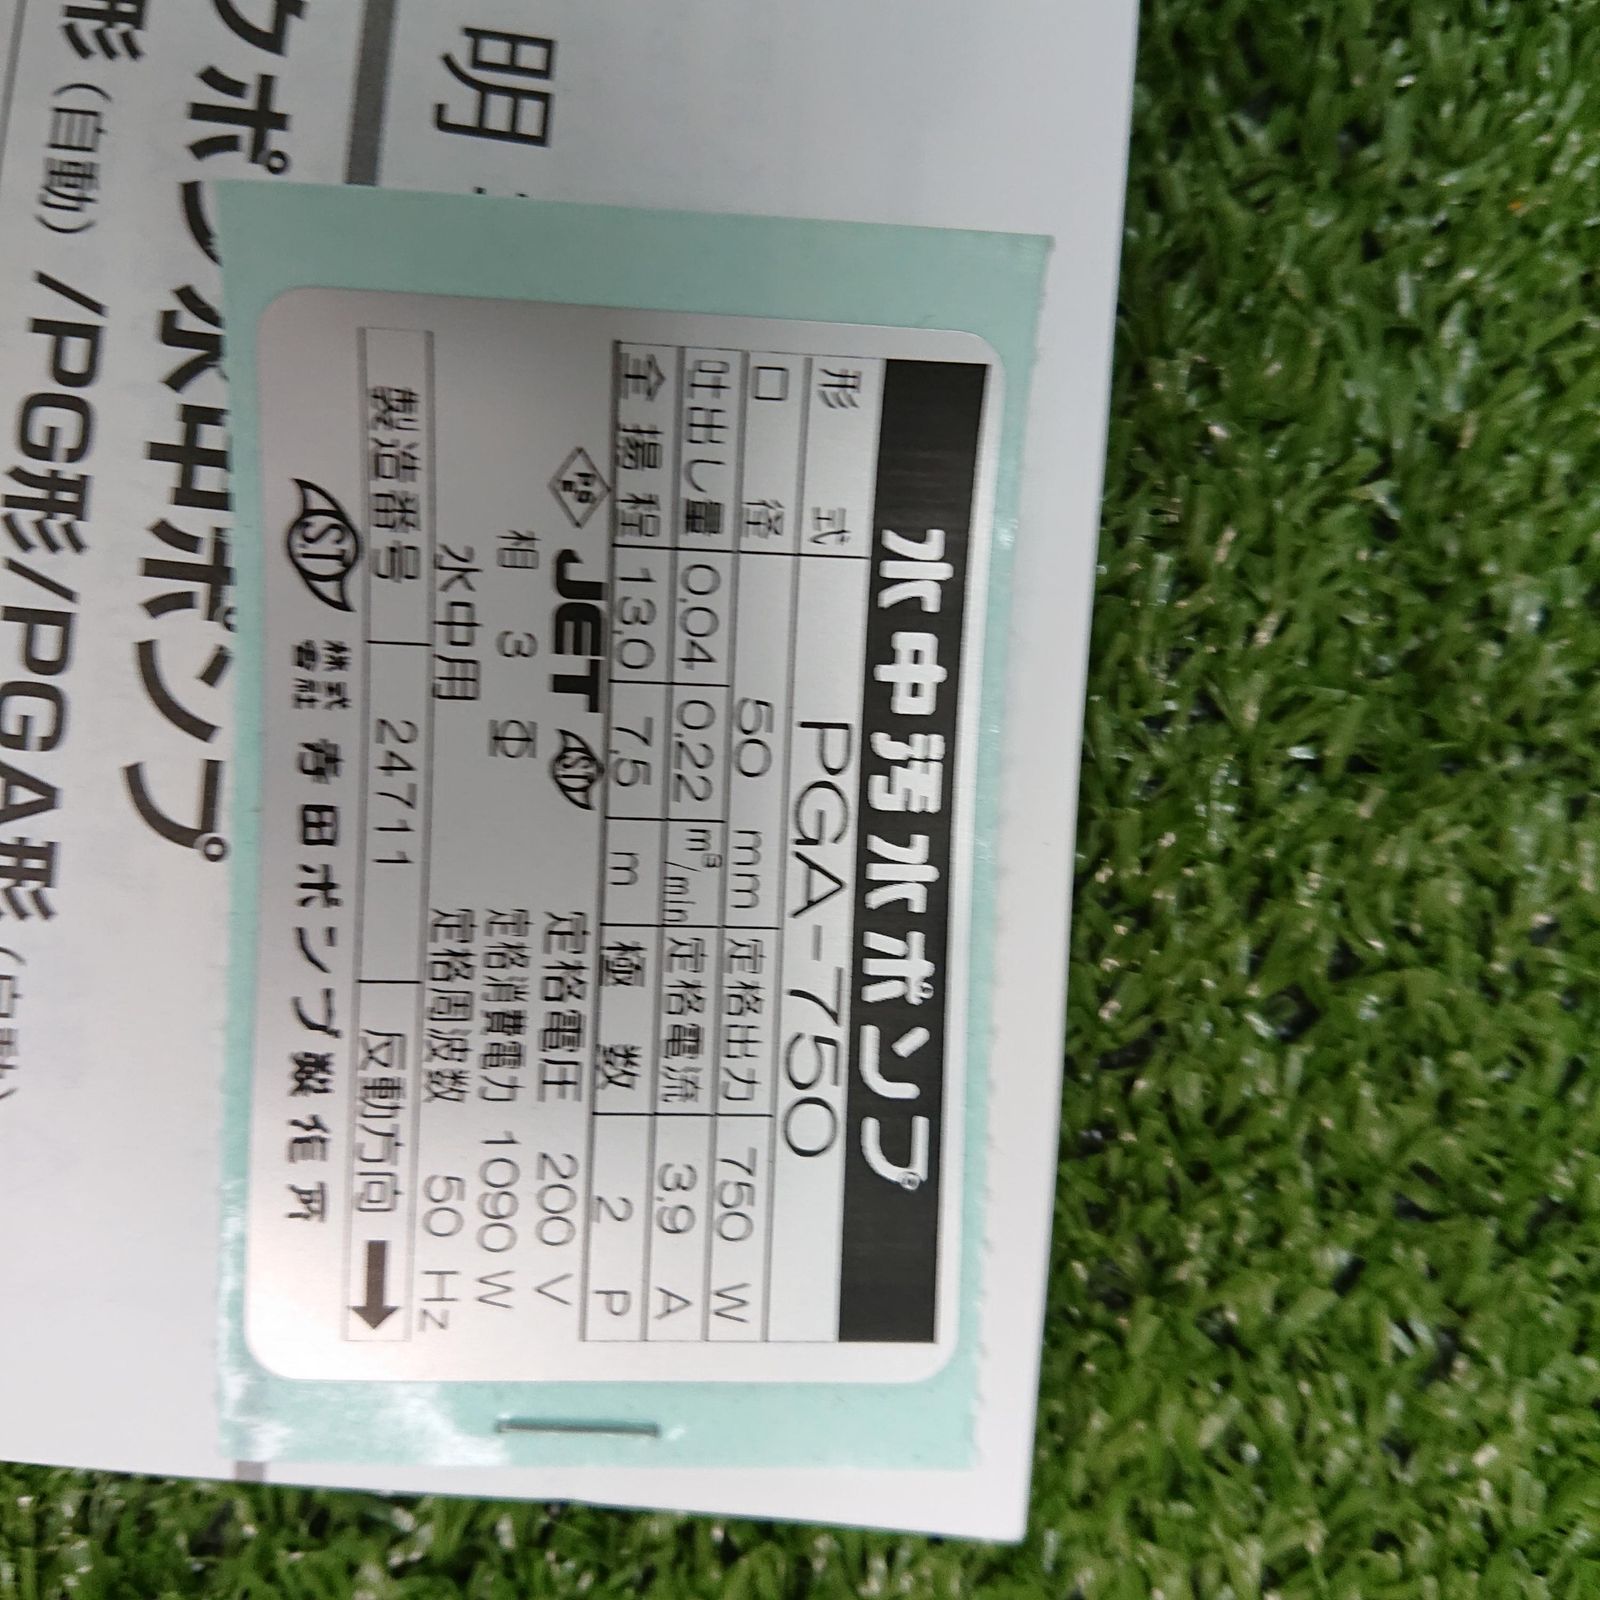 明
ポン 水中ポンプ
形（自動）/PG形/PGA形
水中汚水ポンプ
形 式 PGA-750
口 径 50 mm 定格出力 750 W
吐出し量 0.04 0.22 m³/min 定格電流 3.9 A
全揚程 13.0 7.5 m 極数 2 P
PS E JET 定格電圧 200 V
相 3 Φ 定格消費電力 1090 W
水中用 定格周波数 50 Hz
製造番号 24711 反動方向 →
株式会社 寺田ポンプ製作所